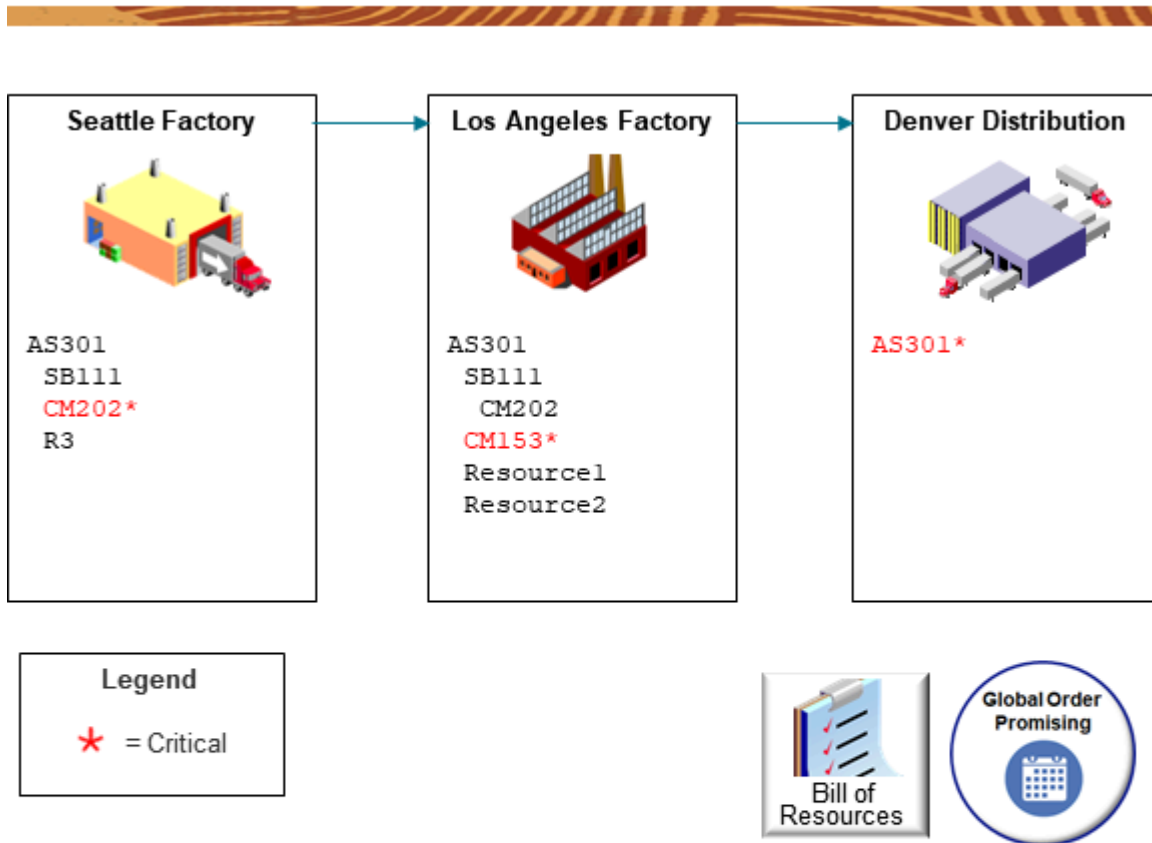 Seattle Factory
AS301
SB111
CM202*
R3
Los Angeles Factory
AS301
SB111
CM202
CM153*
Resource1
Resource2
Denver Distribution
AS301*
Legend
* = Critical
Bill of
Resources
Global Order
Promising